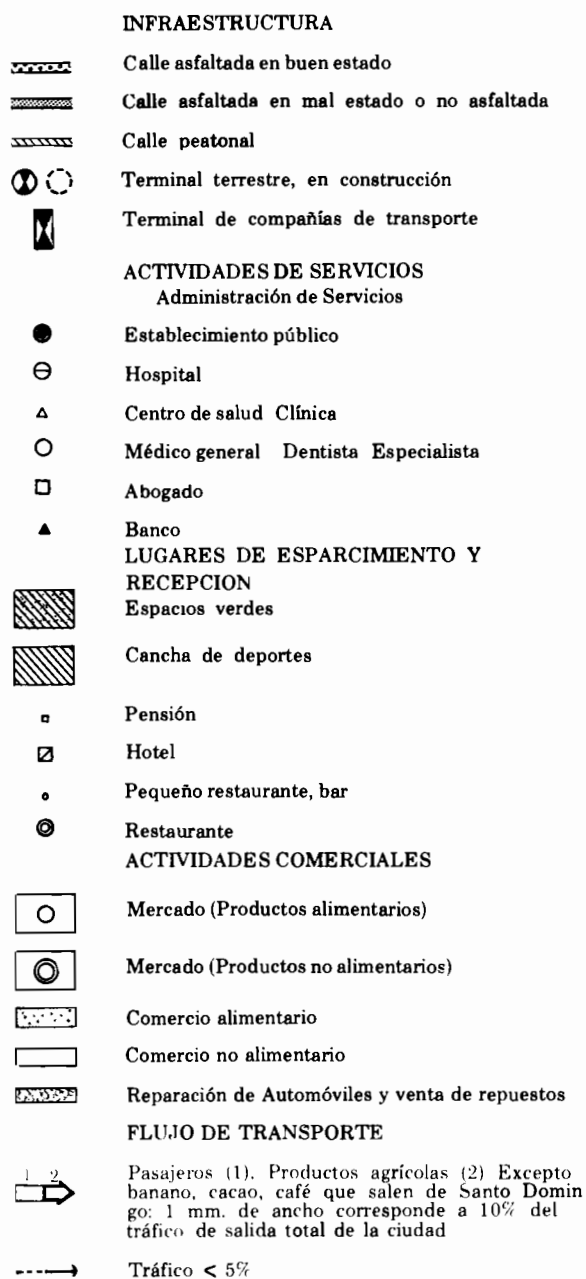 INFRAESTRUCTURA
Calle asfaltada en buen estado
Calle asfaltada en mal estado o no asfaltada
Calle peatonal
Terminal terrestre, en construcción
Terminal de compañías de transporte
ACTIVIDADES DE SERVICIOS
Administración de Servicios
Establecimiento público
Hospital
Centro de salud Clínica
Médico general Dentista Especialista
Abogado
Banco
LUGARES DE ESPARCIMIENTO Y
RECEPCION
Espacios verdes
Cancha de deportes
Pensión
Hotel
Pequeño restaurante, bar
Restaurante
ACTIVIDADES COMERCIALES
Mercado (Productos alimentarios)
Mercado (Productos no alimentarios)
Comercio alimentario
Comercio no alimentario
Reparación de Automóviles y venta de repuestos
FLUJO DE TRANSPORTE
1 2 Pasajeros (1). Productos agrícolas (2) Excepto
banano, cacao, café que salen de Santo Domin
go: 1 mm. de ancho corresponde a 10% del
tráfico de salida total de la ciudad
Tráfico < 5%